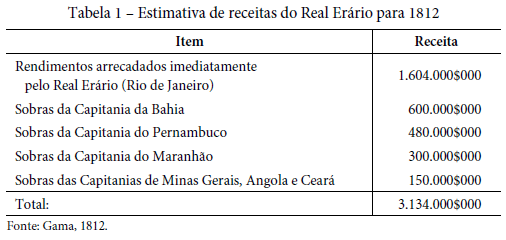 Tabela 1 – Estimativa de receitas do Real Erário para 1812
Item Receita
Rendimentos arrecadados imediatamente
pelo Real Erário (Rio de Janeiro) 1.604.000$000
Sobras da Capitania da Bahia 600.000$000
Sobras da Capitania do Pernambuco 480.000$000
Sobras da Capitania do Maranhão 300.000$000
Sobras das Capitanias de Minas Gerais, Angola e Ceará 150.000$000
Total: 3.134.000$000
Fonte: Gama, 1812.